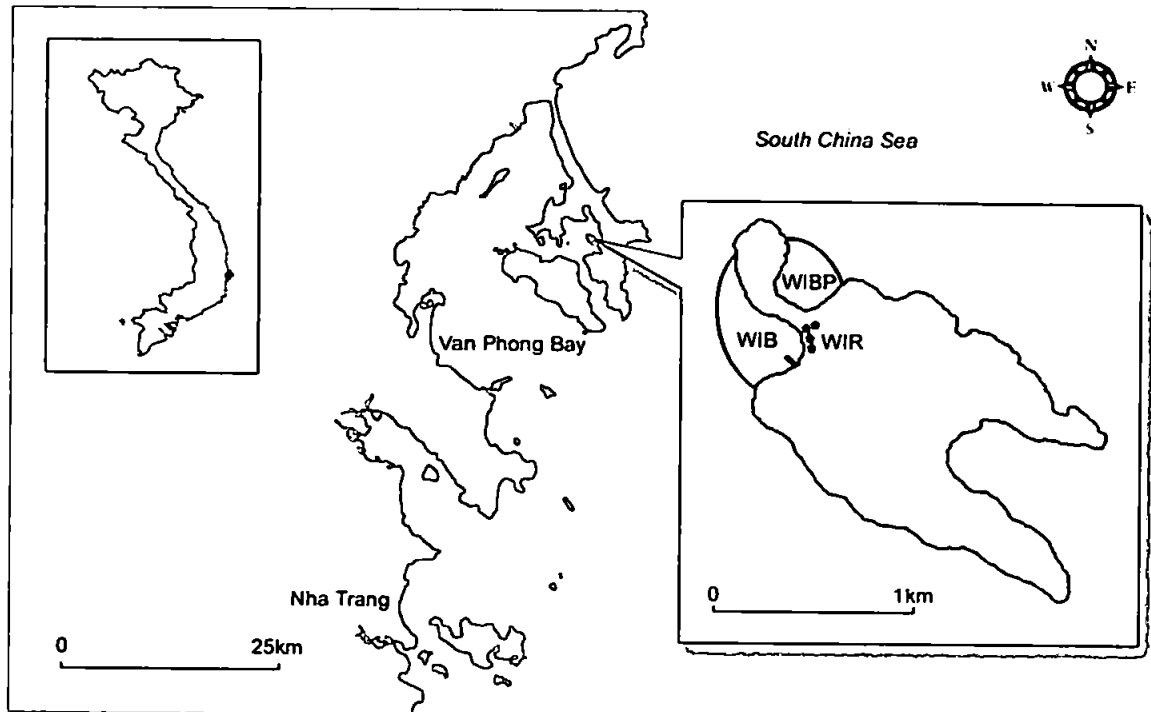 N
W E
S
South China Sea
WIBP
WIB WIR
Van Phong Bay
0 1km
Nha Trang
0 25km